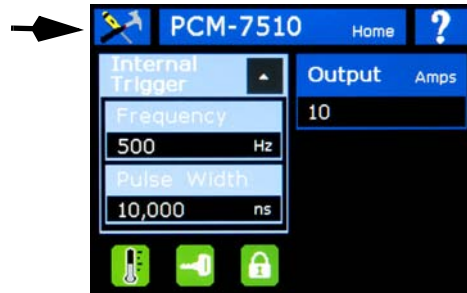 PCM-7510 Home ?
Internal
Trigger
Frequency
500 Hz
Pulse Width
10,000 ns
Output Amps
10